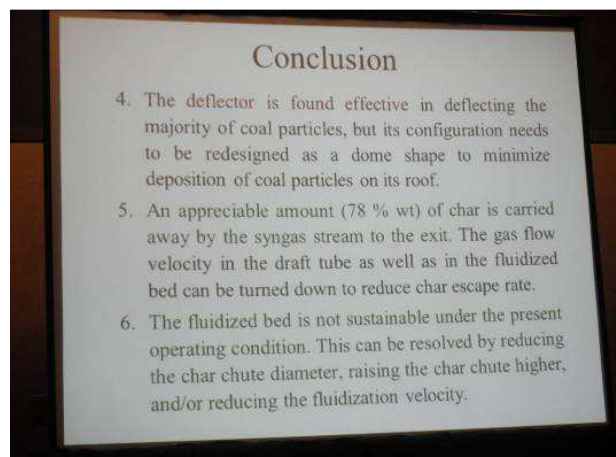 Conclusion
4. The deflector is found effective in deflecting the
majority of coal particles, but its configuration needs
to be redesigned as a dome shape to minimize
deposition of coal particles on its roof.
5. An appreciable amount (78 % wt) of char is carried
away by the syngas stream to the exit. The gas flow
velocity in the draft tube as well as in the fluidized
bed can be turned down to reduce char escape rate.
6. The fluidized bed is not sustainable under the present
operating condition. This can be resolved by reducing
the char chute diameter, raising the char chute higher,
and/or reducing the fluidization velocity.